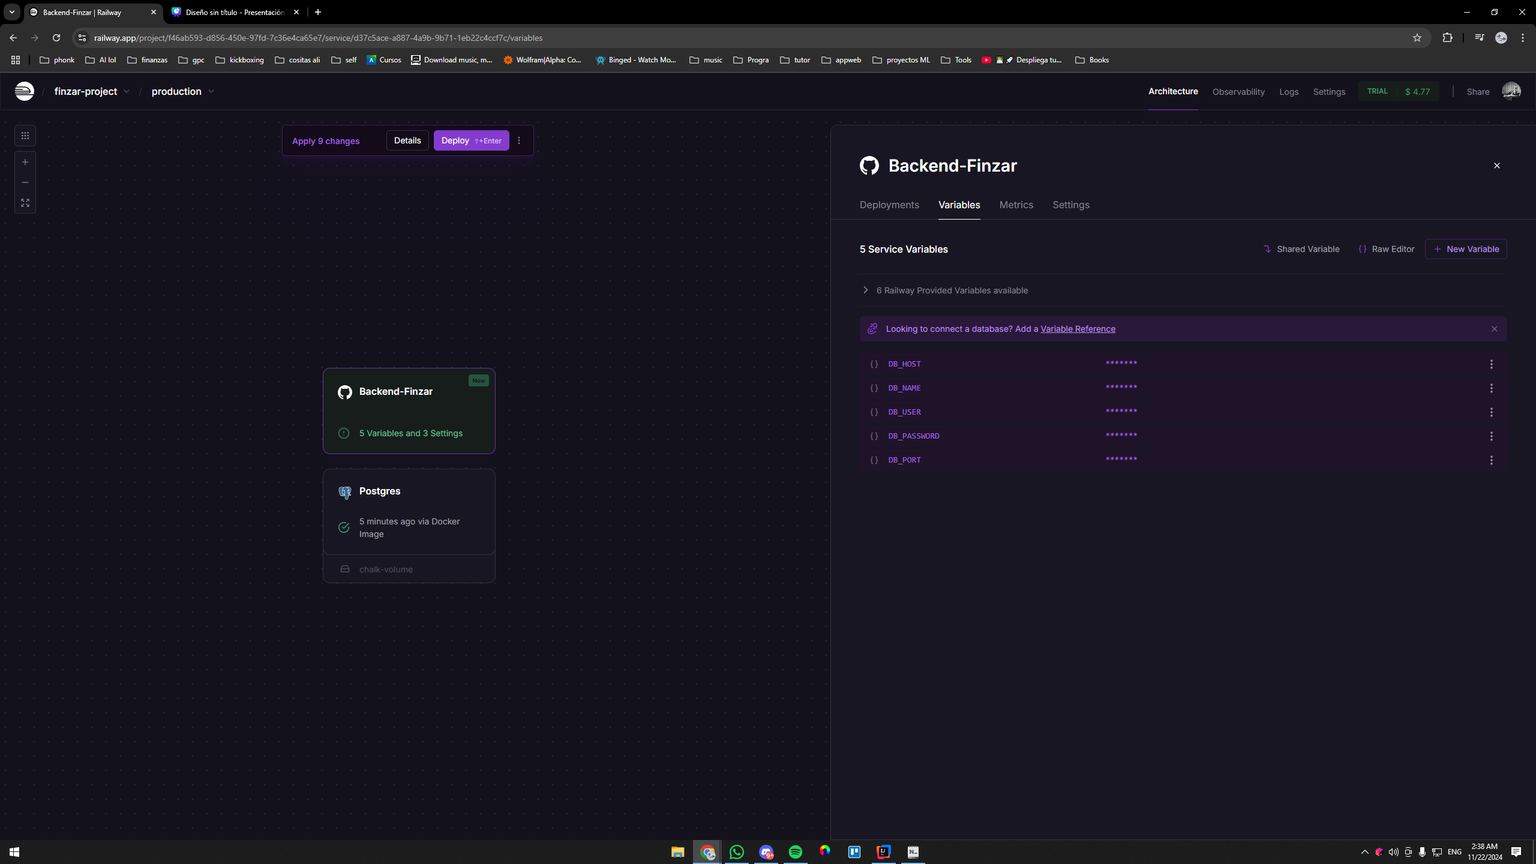 Backend-Finzar | Railway
Diseño sin título - Presentación
railway.app/project/f46ab593-d856-450e-97fd-7c36e4ca65e7/service/d37c5ace-a887-4a9b-9b71-1eb22c4ccf7c/variables
phonk AI lol finanzas gpc kickboxing cositas ali self Cursos Download music, m... Wolfram|Alpha: Co... Binged - Watch Mo... music Progra tutor appweb proyectos ML Tools Despliega tu... Books
finzar-project / production
Architecture Observability Logs Settings TRIAL $ 4.77 Share
Apply 9 changes Details Deploy ⇧+Enter
Backend-Finzar
Deployments Variables Metrics Settings
5 Service Variables Shared Variable {} Raw Editor + New Variable
6 Railway Provided Variables available
Looking to connect a database? Add a Variable Reference
{} DB_HOST *******
{} DB_NAME *******
{} DB_USER *******
{} DB_PASSWORD *******
{} DB_PORT *******
New
Backend-Finzar
5 Variables and 3 Settings
Postgres
5 minutes ago via Docker
Image
chalk-volume
ENG
2:38 AM
11/22/2024